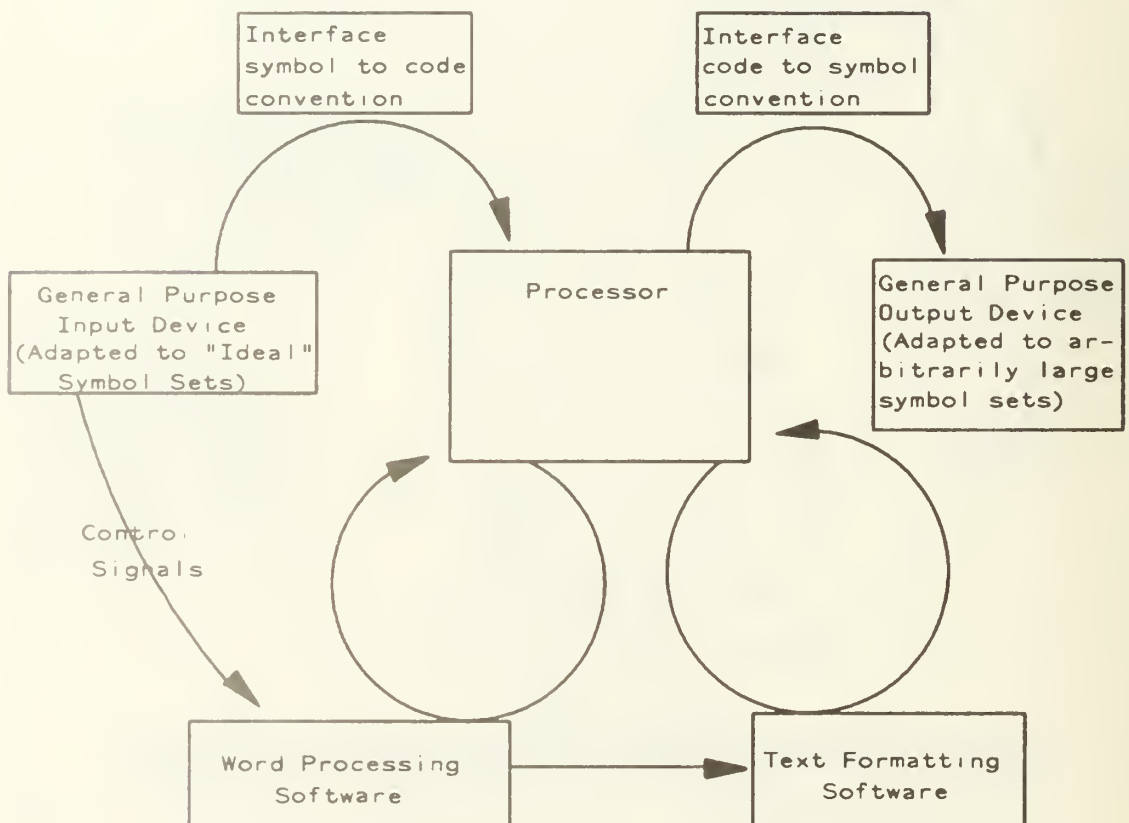 Interface
symbol to code
convention
Interface
code to symbol
convention
General Purpose
Input Device
(Adapted to "Ideal"
Symbol Sets)
Processor
General Purpose
Output Device
(Adapted to ar-
bitrarily large
symbol sets)
Control
Signals
Word Processing
Software
Text Formatting
Software